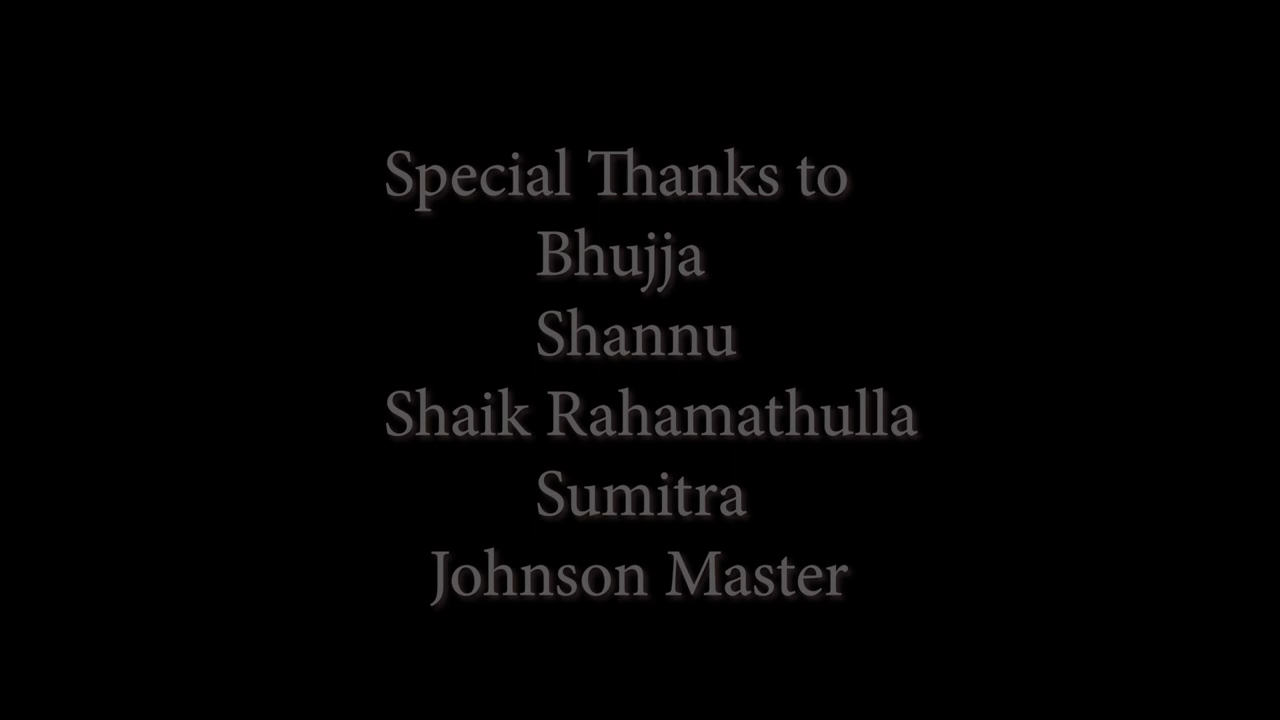 Special Thanks to
Bhujja
Shannu
Shaik Rahamathulla
Sumitra
Johnson Master